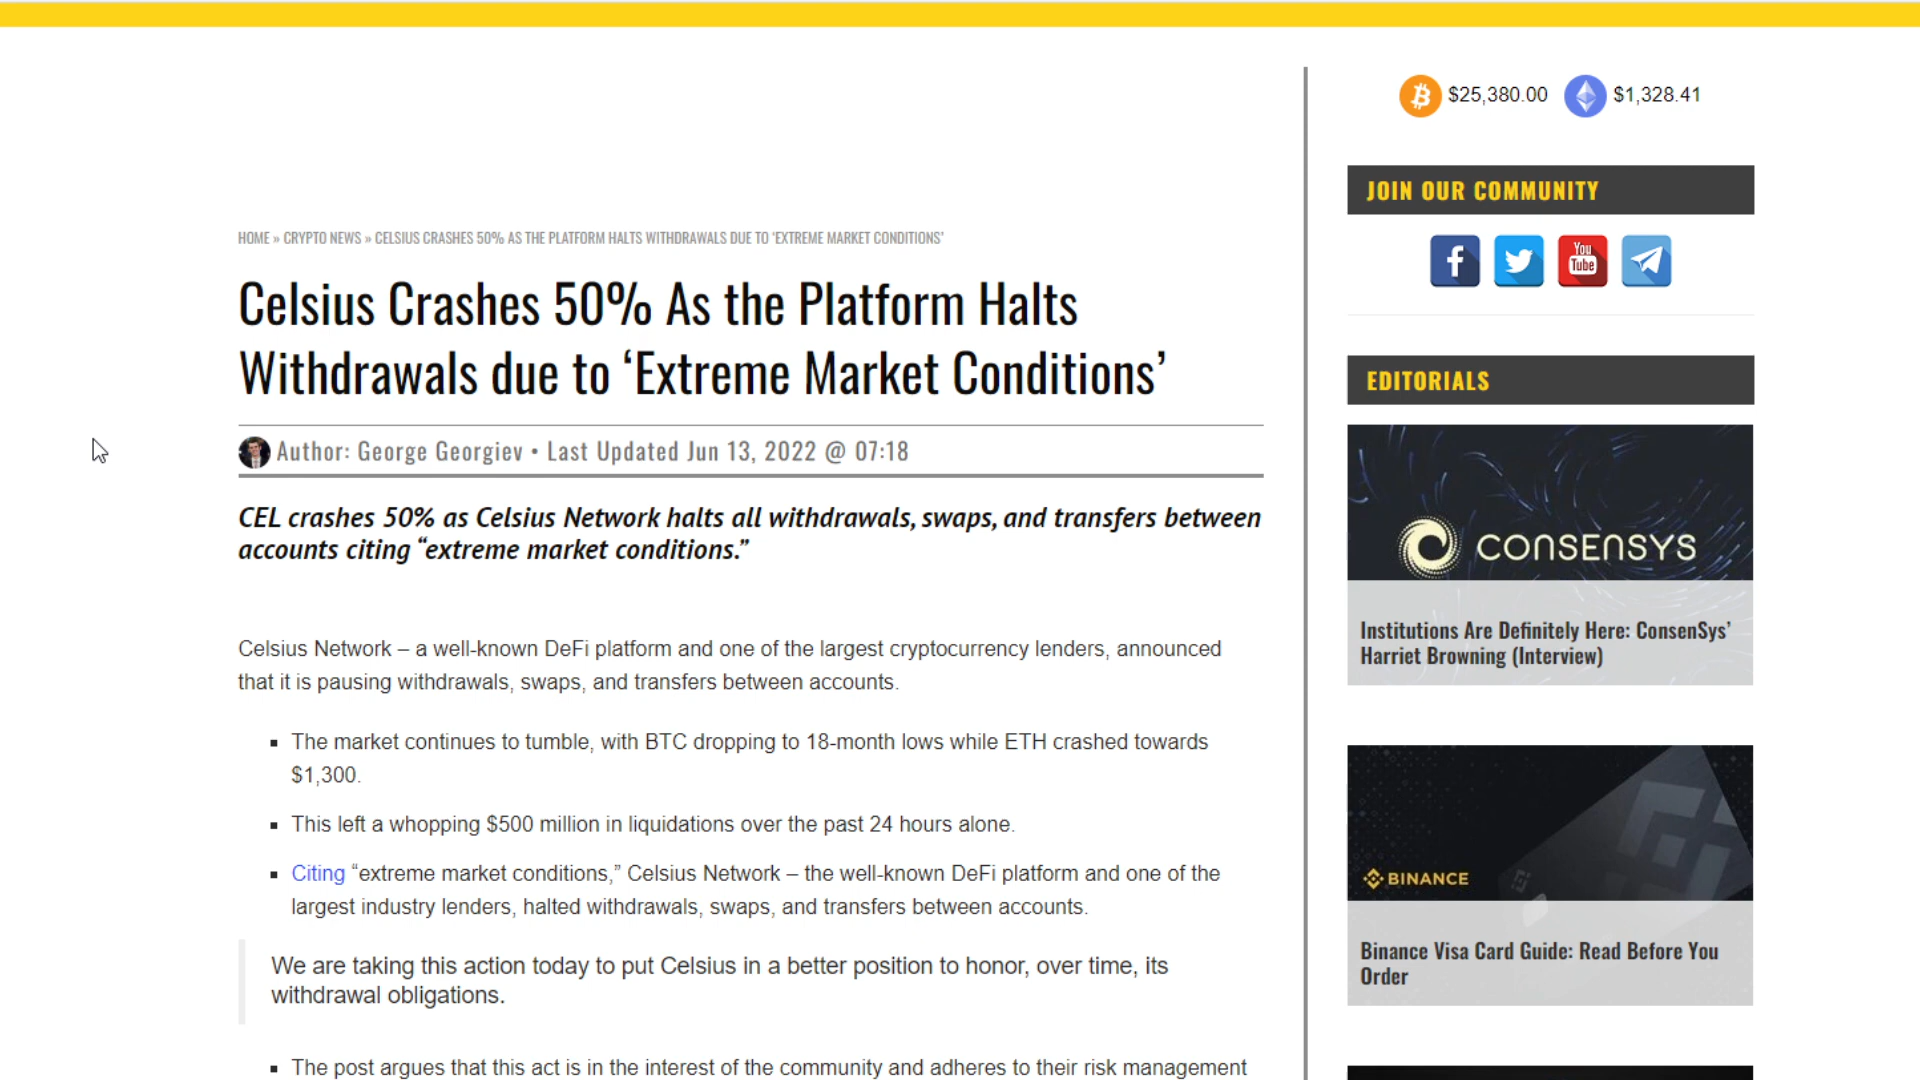 $25,380.00 $1,328.41
JOIN OUR COMMUNITY
You
Tube
HOME » CRYPTO NEWS » CELSIUS CRASHES 50% AS THE PLATFORM HALTS WITHDRAWALS DUE TO ‘EXTREME MARKET CONDITIONS’
Celsius Crashes 50% As the Platform Halts
Withdrawals due to ‘Extreme Market Conditions’
Author: George Georgiev • Last Updated Jun 13, 2022 @ 07:18
CEL crashes 50% as Celsius Network halts all withdrawals, swaps, and transfers between
accounts citing “extreme market conditions.”
Celsius Network – a well-known DeFi platform and one of the largest cryptocurrency lenders, announced
that it is pausing withdrawals, swaps, and transfers between accounts.
▪ The market continues to tumble, with BTC dropping to 18-month lows while ETH crashed towards
$1,300.
▪ This left a whopping $500 million in liquidations over the past 24 hours alone.
▪ Citing “extreme market conditions,” Celsius Network – the well-known DeFi platform and one of the
largest industry lenders, halted withdrawals, swaps, and transfers between accounts.
We are taking this action today to put Celsius in a better position to honor, over time, its
withdrawal obligations.
▪ The post argues that this act is in the interest of the community and adheres to their risk management
EDITORIALS
CONSENSYS
Institutions Are Definitely Here: ConsenSys’
Harriet Browning (Interview)
BINANCE
Binance Visa Card Guide: Read Before You
Order